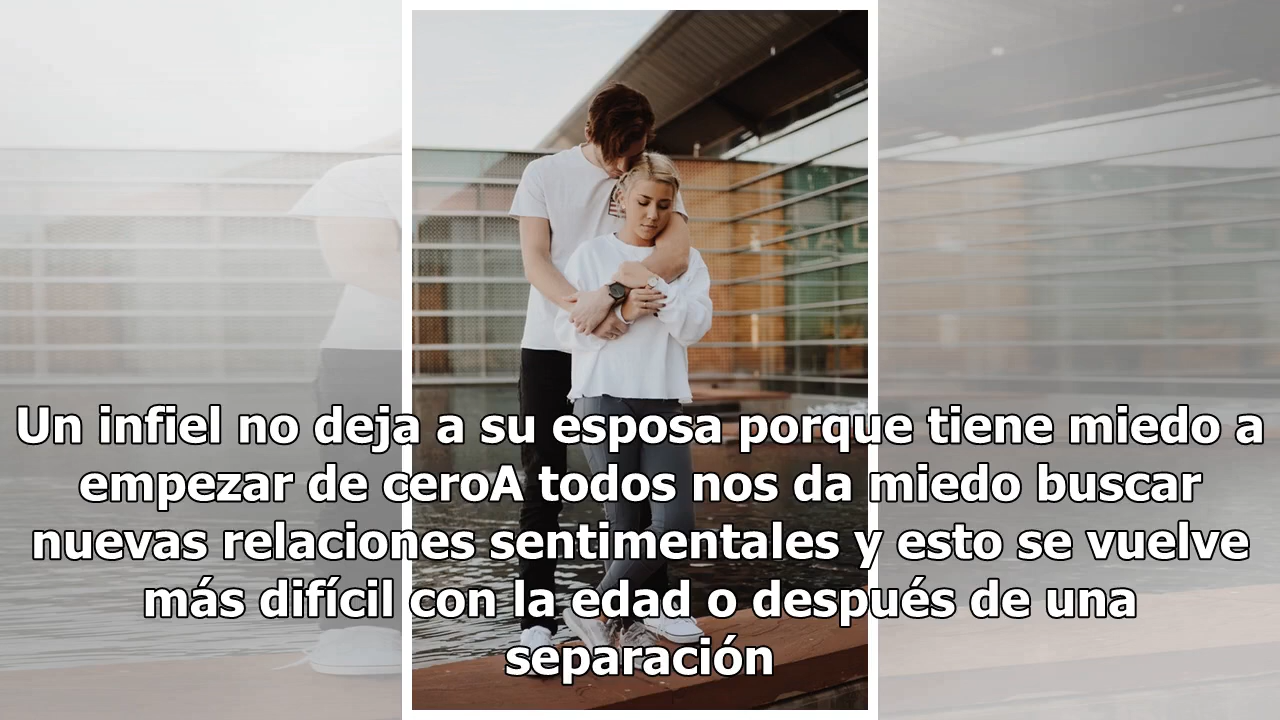 Un infiel no deja a su esposa porque tiene miedo a
empezar de ceroA todos nos da miedo buscar
nuevas relaciones sentimentales y esto se vuelve
más difícil con la edad o después de una
separación